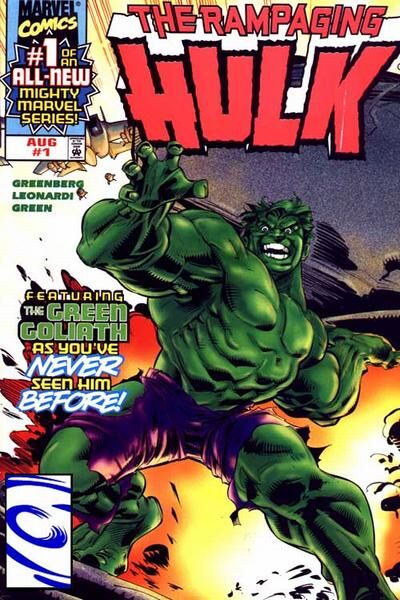 MARVEL
COMICS
#1
OF AN
ALL-NEW
MIGHTY
MARVEL
SERIES!
AUG
#1
GREENBERG
LEONARDI
GREEN
THE RAMPAGING
HULK
FEATURING
THE GREEN
GOLIATH
AS YOU'VE
NEVER
SEEN HIM
BEFORE!